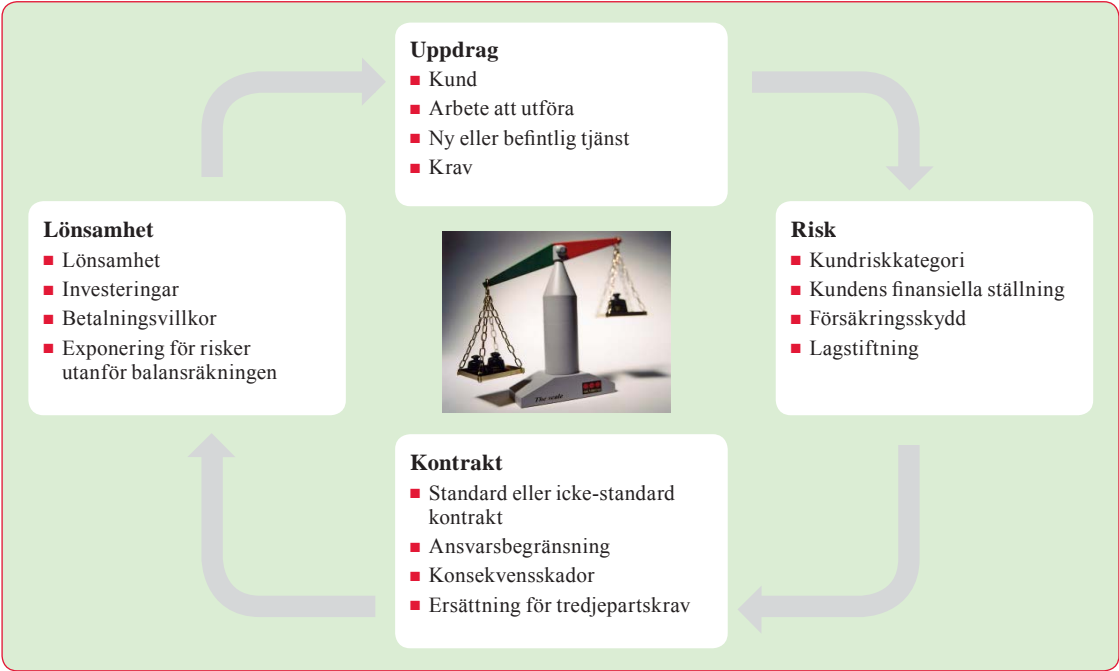 Uppdrag
Kund
Arbete att utföra
Ny eller befintlig tjänst
Krav
Risk
Kundriskkategori
Kundens finansiella ställning
Försäkringsskydd
Lagstiftning
Kontrakt
Standard eller icke-standard
kontrakt
Ansvarsbegränsning
Konsekvensskador
Ersättning för tredjepartskrav
Lönsamhet
Lönsamhet
Investeringar
Betalningsvillkor
Exponering för risker
utanför balansräkningen
The scale